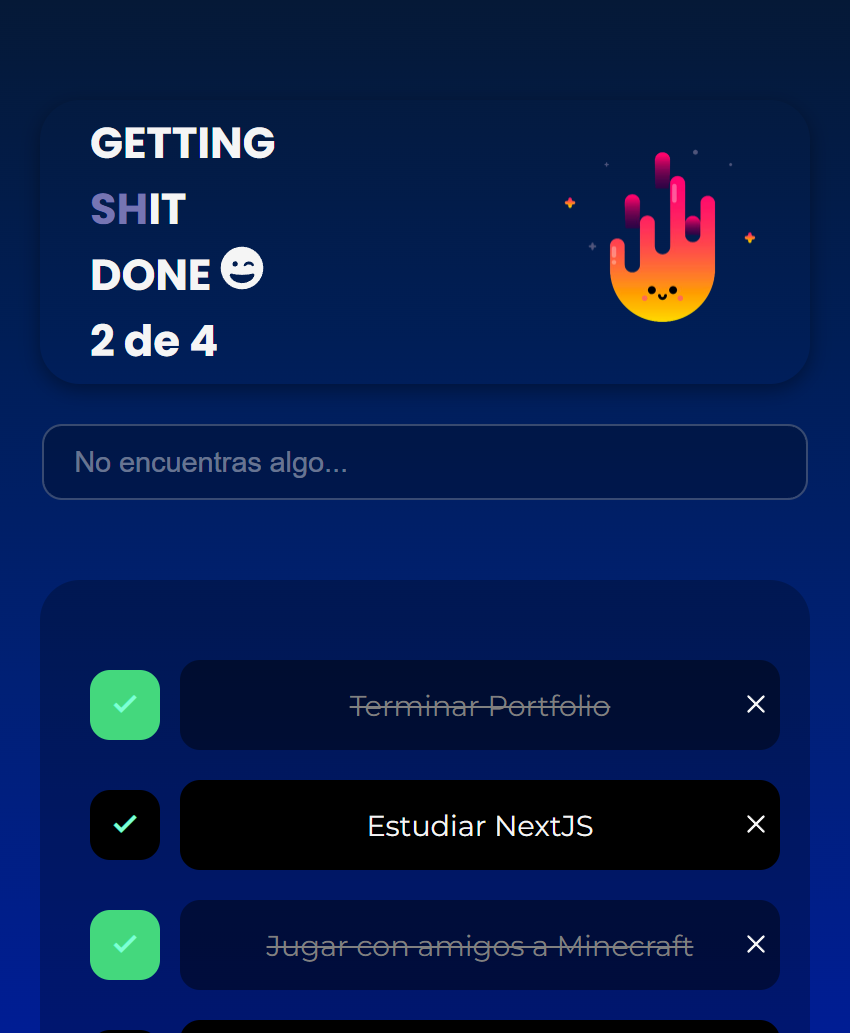 GETTING
SHIT
DONE
2 de 4
No encuentras algo...
Terminar Portfolio
Estudiar NextJS
Jugar con amigos a Minecraft